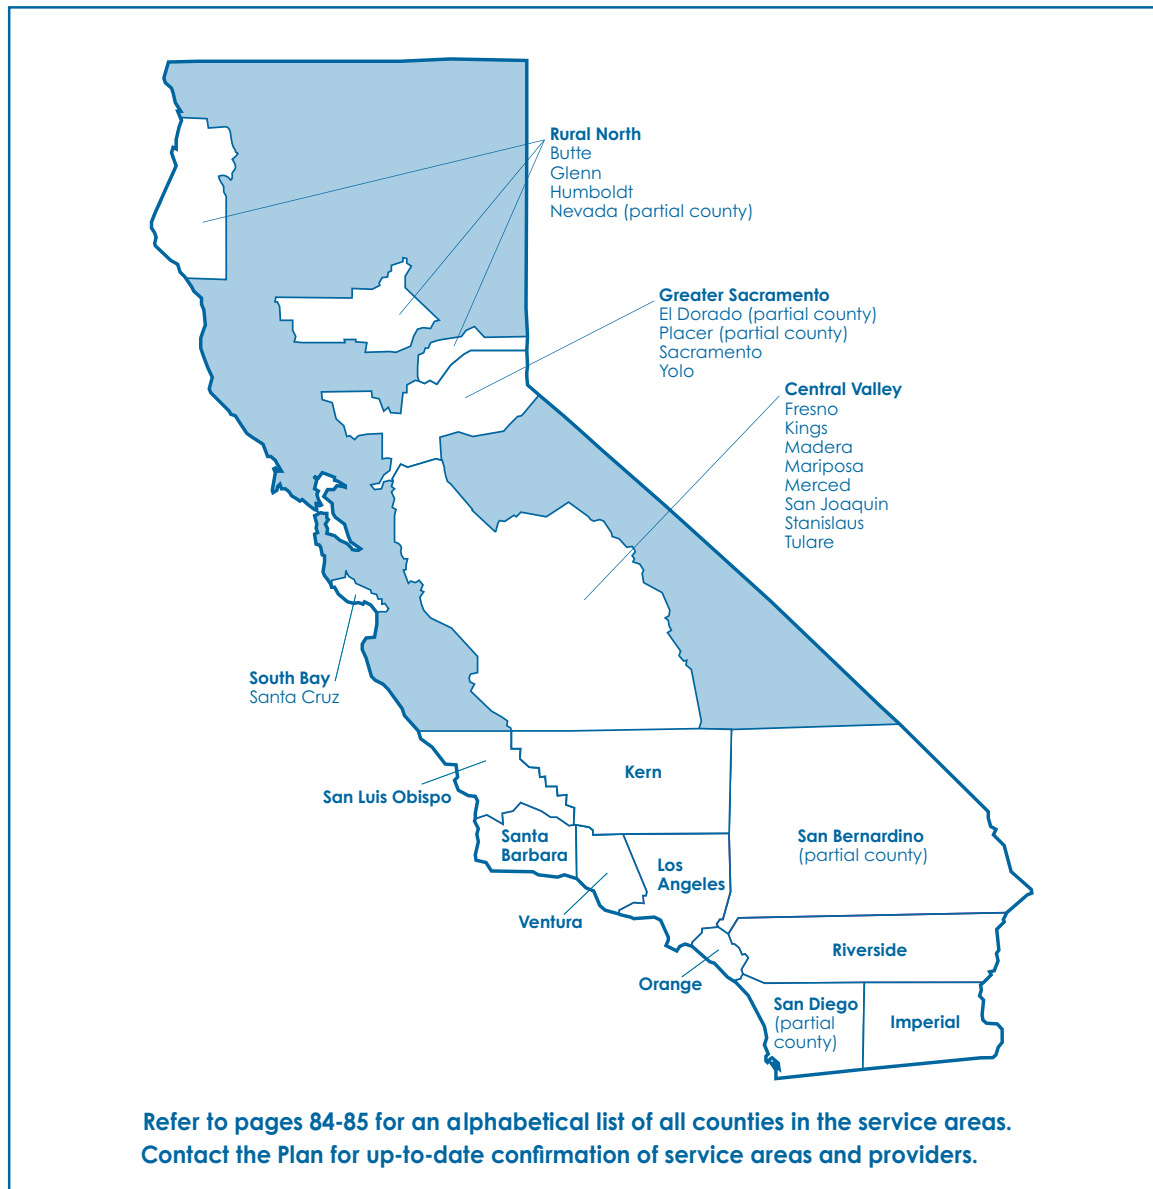 Rural North
Butte
Glenn
Humboldt
Nevada (partial county)
Greater Sacramento
El Dorado (partial county)
Placer (partial county)
Sacramento
Yolo
Central Valley
Fresno
Kings
Madera
Mariposa
Merced
San Joaquin
Stanislaus
Tulare
South Bay
Santa Cruz
San Luis Obispo
Kern
Santa
Barbara
Ventura
Los
Angeles
San Bernardino
(partial county)
Orange
Riverside
San Diego
(partial
county)
Imperial
Refer to pages 84-85 for an alphabetical list of all counties in the service areas.
Contact the Plan for up-to-date confirmation of service areas and providers.